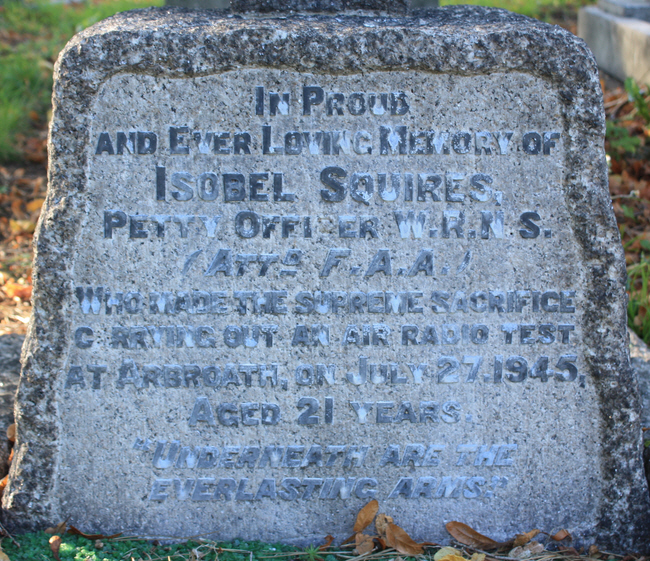 IN PROUD
AND EVER LOVING MEMORY OF
ISOBEL SQUIRES,
PETTY OFFICER W.R.N.S.
(ATTD F.A.A.)
WHO MADE THE SUPREME SACRIFICE
CARRYING OUT AN AIR RADIO TEST
AT ARBROATH, ON JULY 27, 1945,
AGED 21 YEARS.
"UNDERNEATH ARE THE
EVERLASTING ARMS."